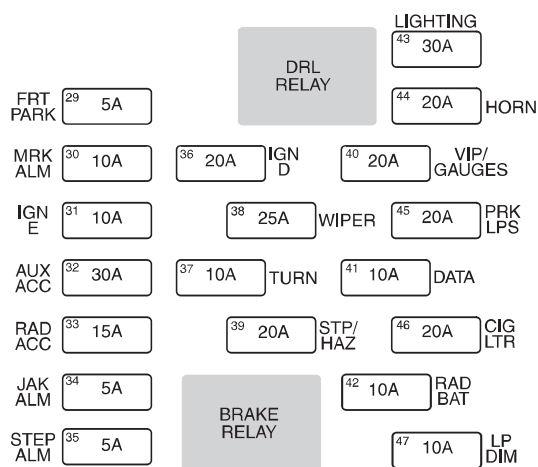 LIGHTING
43 30A
DRL
RELAY
FRT
PARK
29 5A
44 20A
HORN
MRK
ALM
30 10A
36 20A
IGN
D
40 20A
VIP/
GAUGES
IGN
E
31 10A
38 25A
WIPER
45 20A
PRK
LPS
AUX
ACC
32 30A
37 10A
TURN
41 10A
DATA
RAD
ACC
33 15A
39 20A
STP/
HAZ
46 20A
CIG
LTR
JAK
ALM
34 5A
BRAKE
RELAY
42 10A
RAD
BAT
STEP
ALM
35 5A
47 10A
LP
DIM